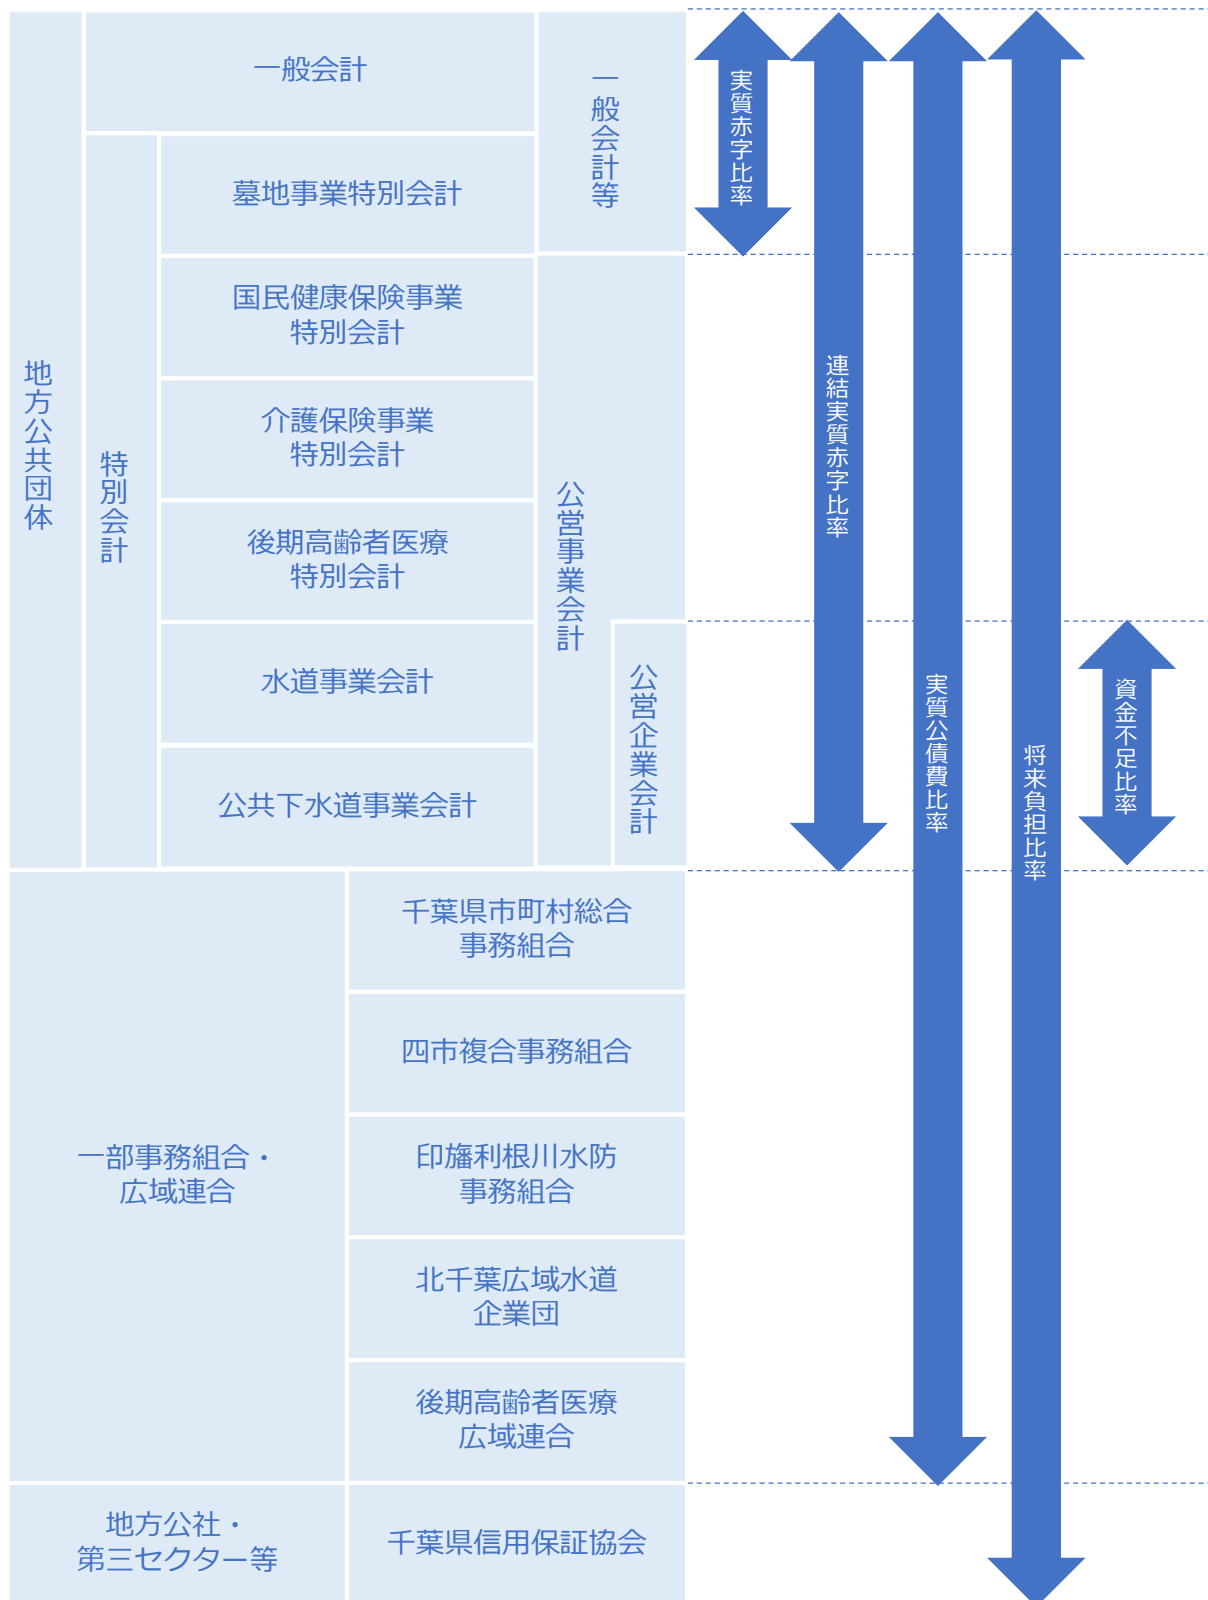 地方公共団体
一般会計
特別会計
墓地事業特別会計
国民健康保険事業
特別会計
介護保険事業
特別会計
後期高齢者医療
特別会計
水道事業会計
公共下水道事業会計
一般会計等
公営事業会計
公営企業会計
実質赤字比率
連結実質赤字比率
実質公債費比率
将来負担比率
資金不足比率
一部事務組合・
広域連合
千葉県市町村総合
事務組合
四市複合事務組合
印旛利根川水防
事務組合
北千葉広域水道
企業団
後期高齢者医療
広域連合
地方公社・
第三セクター等
千葉県信用保証協会